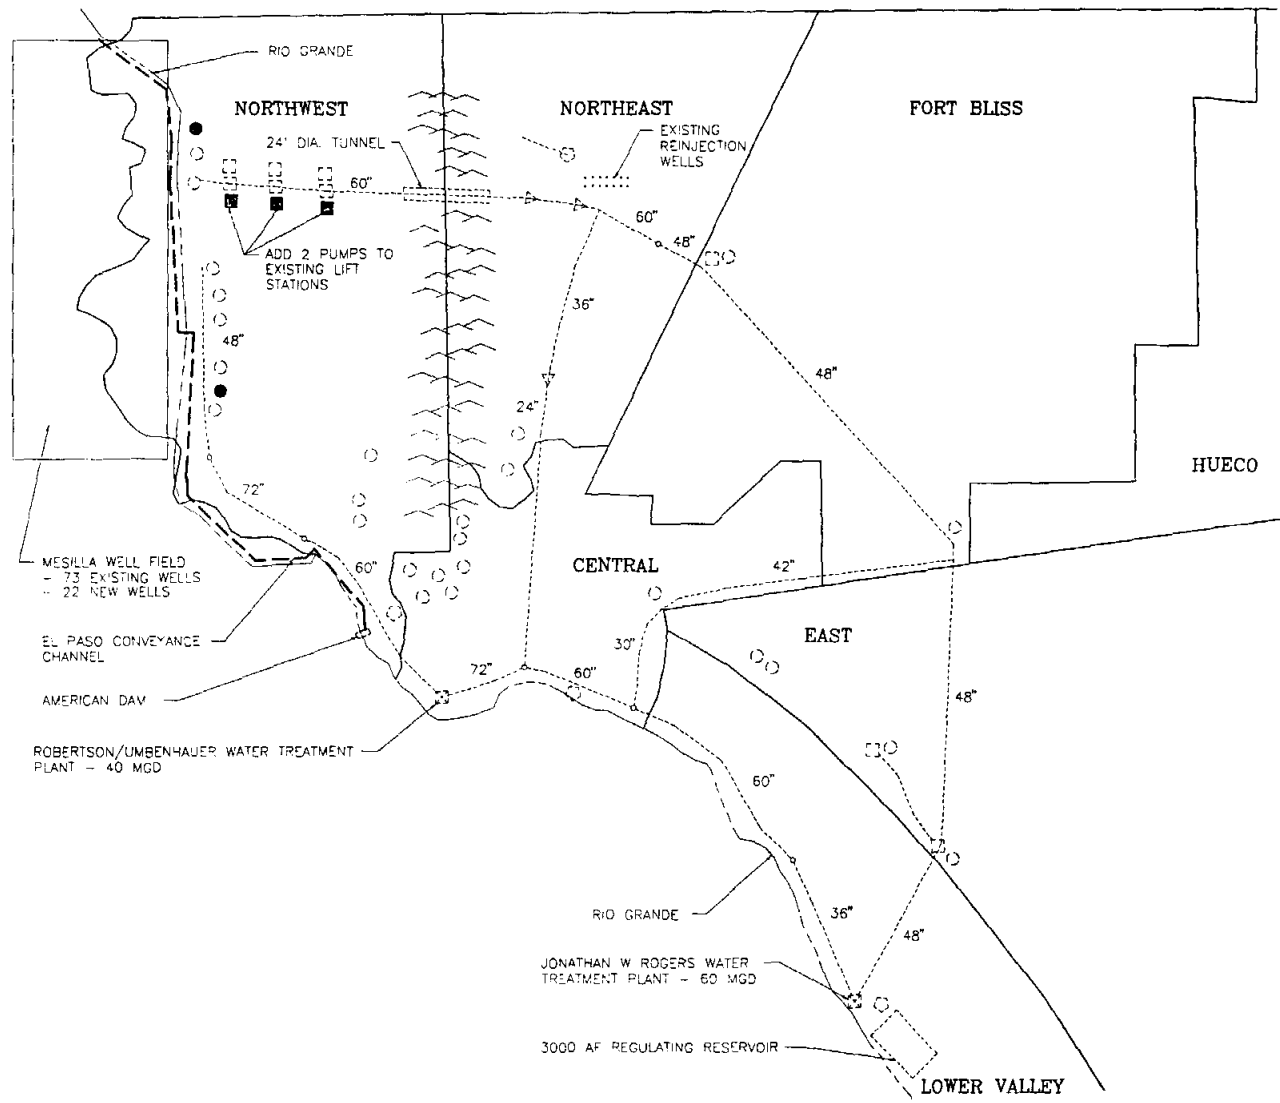 RIO GRANDE
NORTHWEST
NORTHEAST
FORT BLISS
24' DIA. TUNNEL
EXISTING
REINJECTION
WELLS
60"
60"
48"
ADD 2 PUMPS TO
EXISTING LIFT
STATIONS
36"
48"
48"
24"
HUECO
72"
MESILLA WELL FIELD
- 73 EXISTING WELLS
- 22 NEW WELLS
60"
CENTRAL
42"
EL PASO CONVEYANCE
CHANNEL
30"
EAST
AMERICAN DAM
72"
60"
48"
ROBERTSON/UMBENHAUER WATER TREATMENT
PLANT - 40 MGD
60"
RIO GRANDE
36"
48"
JONATHAN W ROGERS WATER
TREATMENT PLANT - 60 MGD
3000 AF REGULATING RESERVOIR
LOWER VALLEY